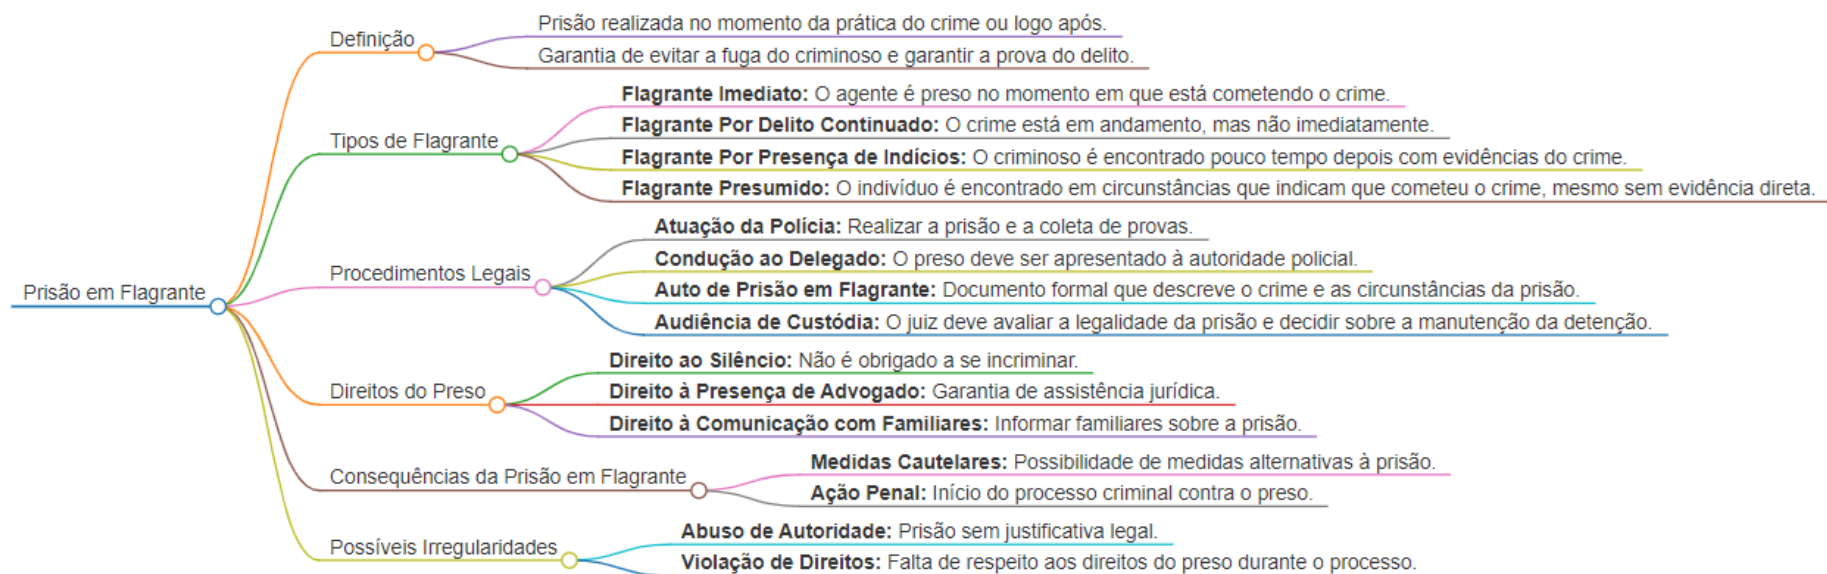 Prisão em Flagrante
Definição
Prisão realizada no momento da prática do crime ou logo após.
Garantia de evitar a fuga do criminoso e garantir a prova do delito.
Tipos de Flagrante
Flagrante Imediato: O agente é preso no momento em que está cometendo o crime.
Flagrante Por Delito Continuado: O crime está em andamento, mas não imediatamente.
Flagrante Por Presença de Indícios: O criminoso é encontrado pouco tempo depois com evidências do crime.
Flagrante Presumido: O indivíduo é encontrado em circunstâncias que indicam que cometeu o crime, mesmo sem evidência direta.
Procedimentos Legais
Atuação da Polícia: Realizar a prisão e a coleta de provas.
Condução ao Delegado: O preso deve ser apresentado à autoridade policial.
Auto de Prisão em Flagrante: Documento formal que descreve o crime e as circunstâncias da prisão.
Audiência de Custódia: O juiz deve avaliar a legalidade da prisão e decidir sobre a manutenção da detenção.
Direitos do Preso
Direito ao Silêncio: Não é obrigado a se incriminar.
Direito à Presença de Advogado: Garantia de assistência jurídica.
Direito à Comunicação com Familiares: Informar familiares sobre a prisão.
Consequências da Prisão em Flagrante
Medidas Cautelares: Possibilidade de medidas alternativas à prisão.
Ação Penal: Início do processo criminal contra o preso.
Possíveis Irregularidades
Abuso de Autoridade: Prisão sem justificativa legal.
Violação de Direitos: Falta de respeito aos direitos do preso durante o processo.